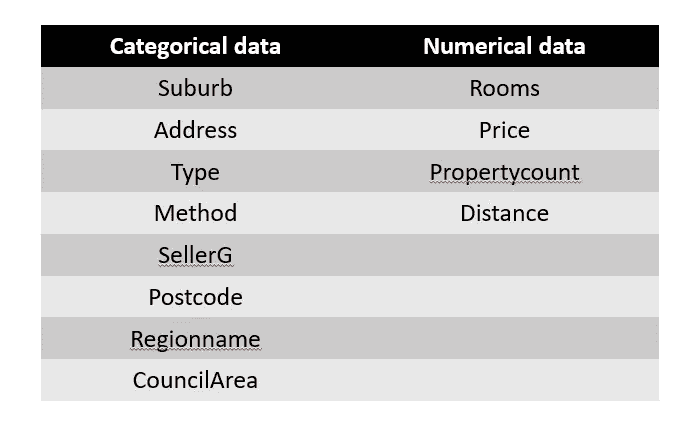 Categorical data Numerical data
Suburb Rooms
Address Price
Type Propertycount
Method Distance
SellerG
Postcode
Regionname
CouncilArea